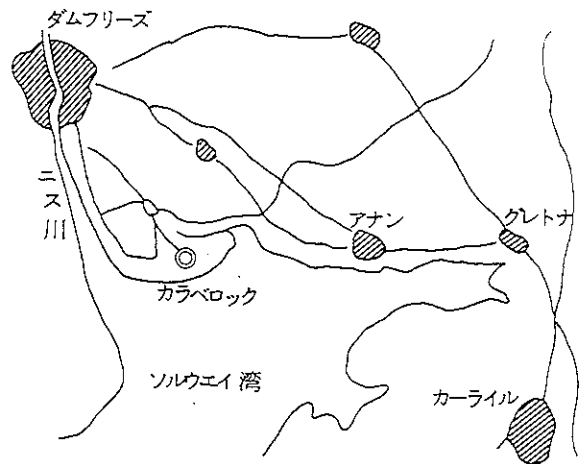 ダムフリーズ
ニス川
アナン
グレトナ
カラベロック
ソルウエイ湾
カーライル